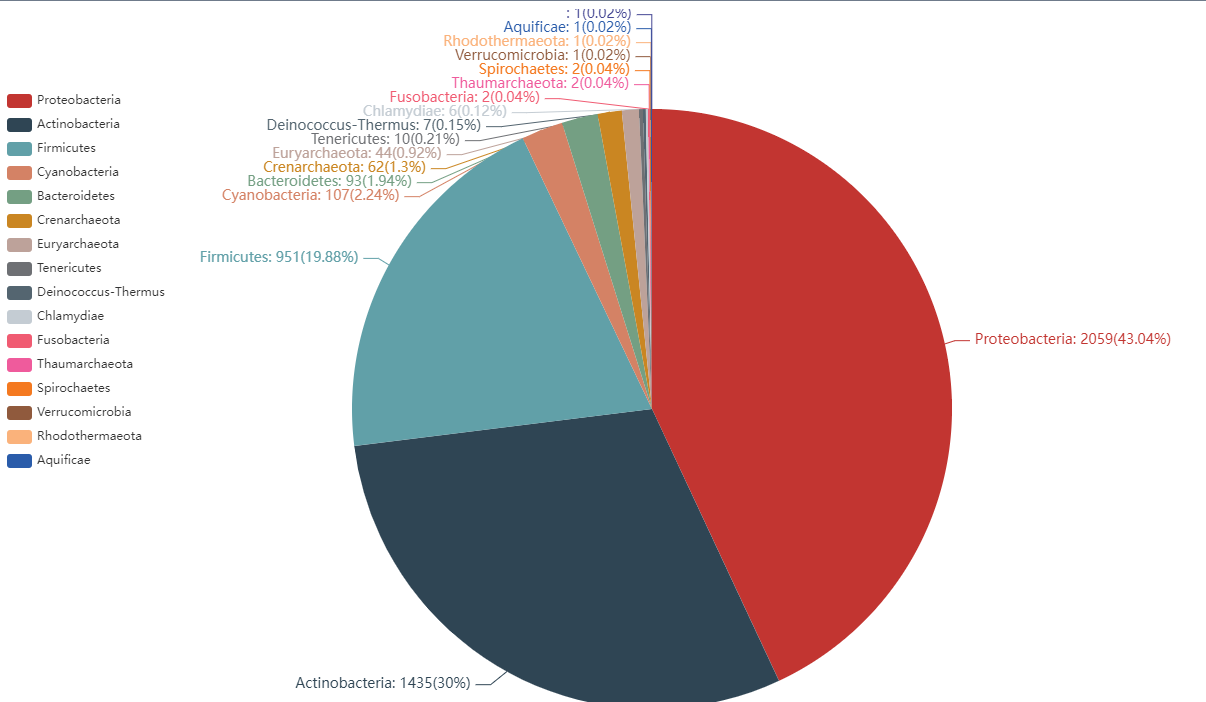 : 1(0.02%)
Aquificae: 1(0.02%)
Rhodothermaeota: 1(0.02%)
Verrucomicrobia: 1(0.02%)
Spirochaetes: 2(0.04%)
Thaumarchaeota: 2(0.04%)
Fusobacteria: 2(0.04%)
Chlamydiae: 6(0.12%)
Deinococcus-Thermus: 7(0.15%)
Tenericutes: 10(0.21%)
Euryarchaeota: 44(0.92%)
Crenarchaeota: 62(1.3%)
Bacteroidetes: 93(1.94%)
Cyanobacteria: 107(2.24%)
Firmicutes: 951(19.88%)
Proteobacteria: 2059(43.04%)
Actinobacteria: 1435(30%)
Proteobacteria
Actinobacteria
Firmicutes
Cyanobacteria
Bacteroidetes
Crenarchaeota
Euryarchaeota
Tenericutes
Deinococcus-Thermus
Chlamydiae
Fusobacteria
Thaumarchaeota
Spirochaetes
Verrucomicrobia
Rhodothermaeota
Aquificae